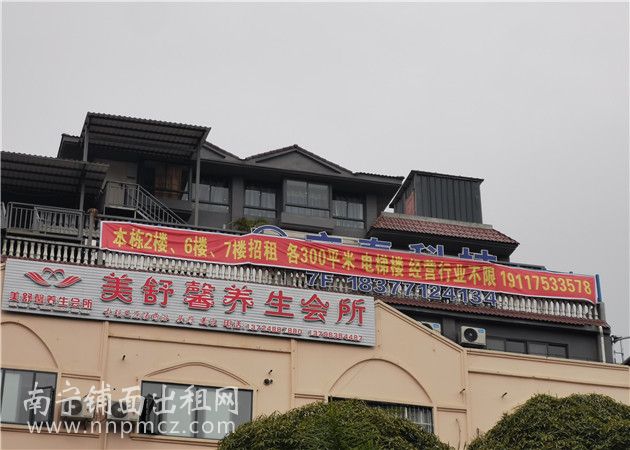 本栋2楼、6楼、7楼招租 各300平米 电梯楼 经营行业不限 19117533578
7F 18377124134
美舒馨养生会所
美舒馨养生会所
南宁铺面出租网
www.nnpmcz.com